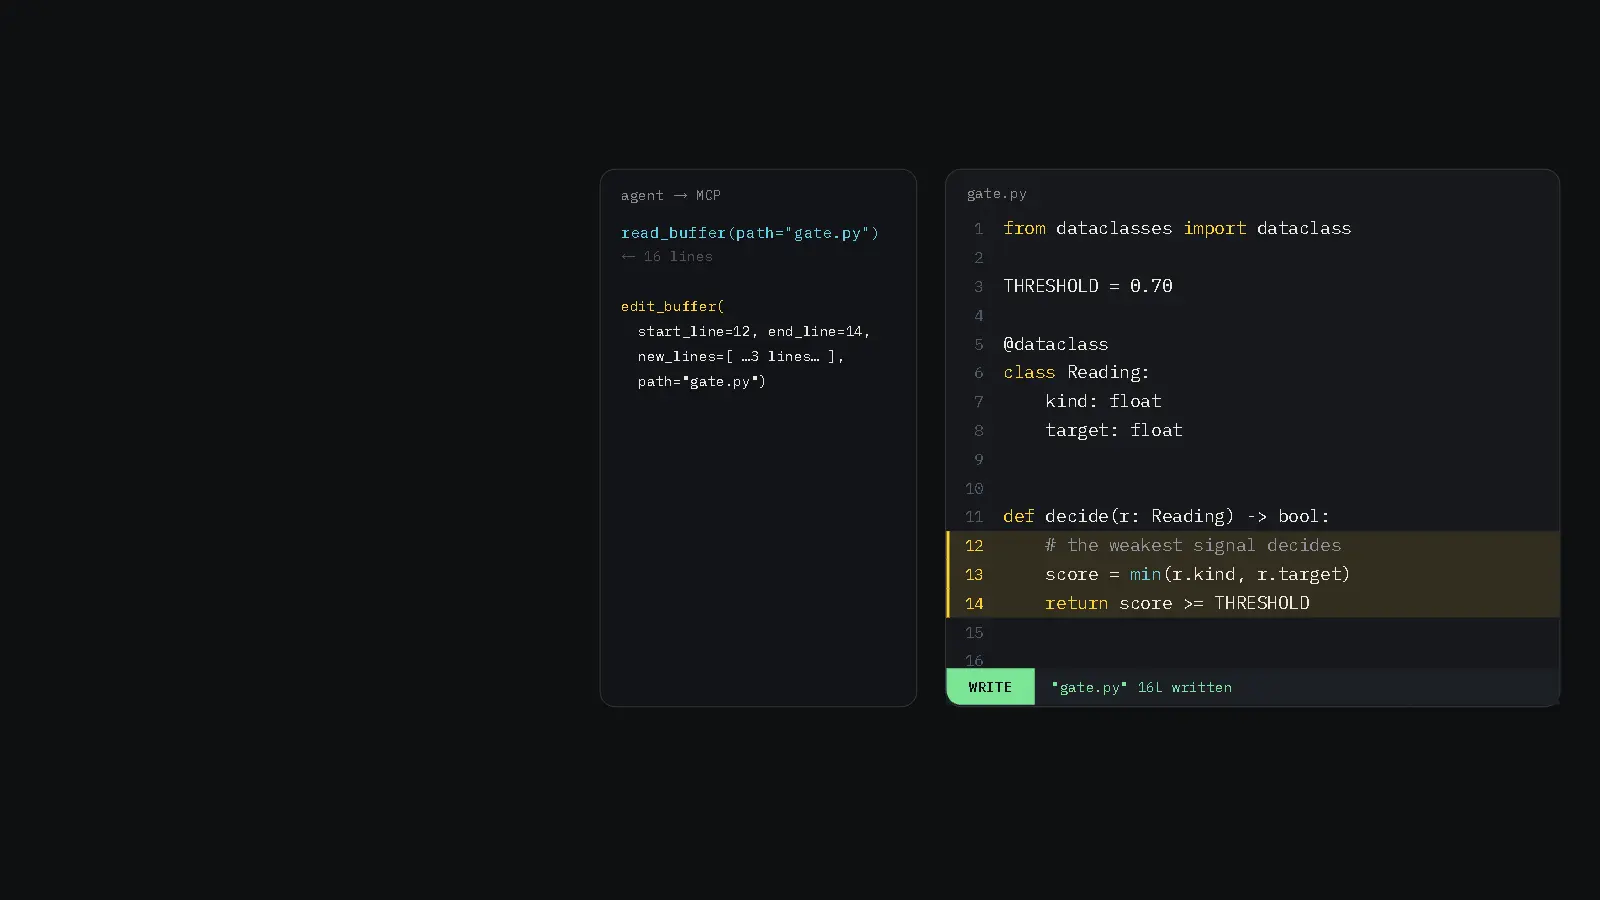 agent → MCP
read_buffer(path="gate.py")
← 16 lines
edit_buffer(
  start_line=12, end_line=14,
  new_lines=[ …3 lines… ],
  path="gate.py")
gate.py
1 from dataclasses import dataclass
2
3 THRESHOLD = 0.70
4
5 @dataclass
6 class Reading:
7     kind: float
8     target: float
9
10
11 def decide(r: Reading) -> bool:
12     # the weakest signal decides
13     score = min(r.kind, r.target)
14     return score >= THRESHOLD
15
16
WRITE "gate.py" 16L written